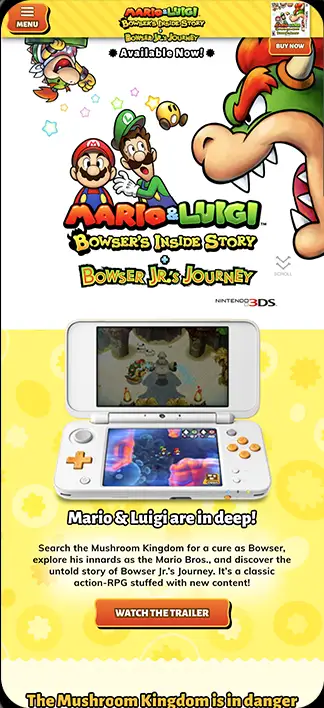 MENU
MARIO & LUIGI
BOWSER'S INSIDE STORY
+
BOWSER JR.'S JOURNEY
BUY NOW
Available Now!
MARIO & LUIGI™
BOWSER'S INSIDE STORY
+
BOWSER JR.'S JOURNEY
SCROLL
NINTENDO 3DS™
Mario & Luigi are in deep!
Search the Mushroom Kingdom for a cure as Bowser,
explore his innards as the Mario Bros., and discover the
untold story of Bowser Jr.'s Journey. It's a classic
action-RPG stuffed with new content!
WATCH THE TRAILER
The Mushroom Kingdom is in danger